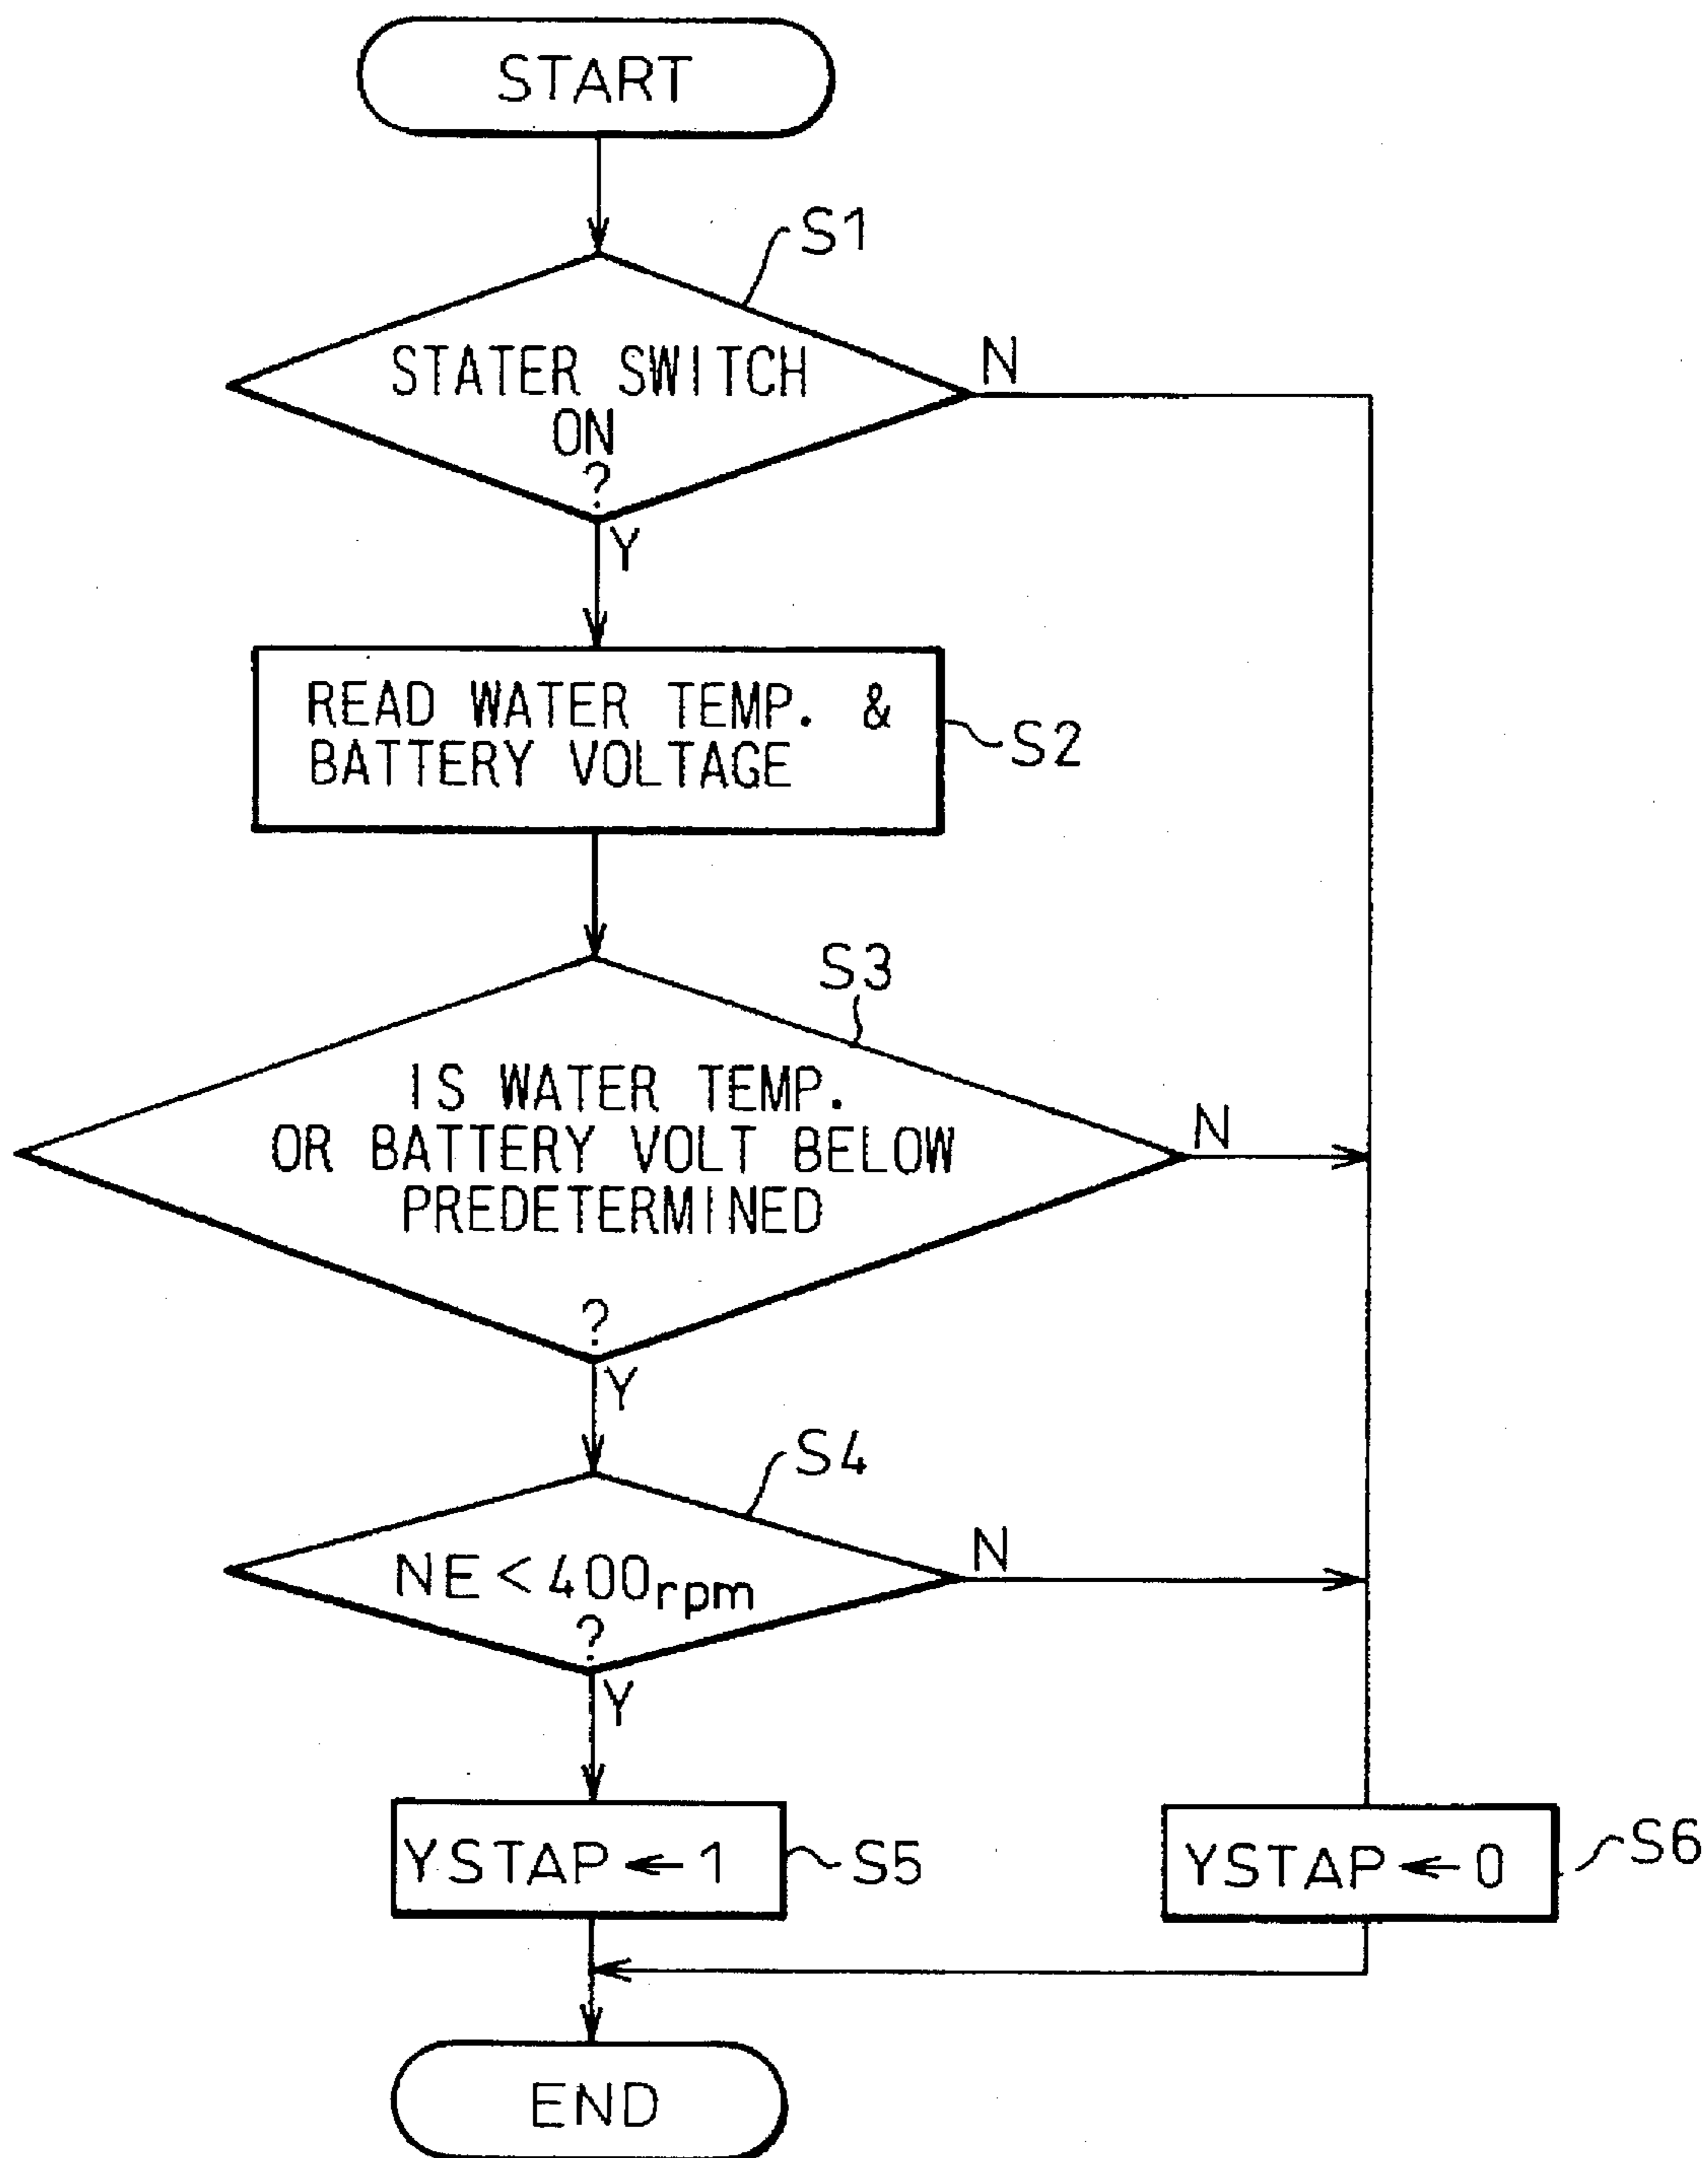 START
S1
STATER SWITCH
ON
?
N
Y
READ WATER TEMP. &
BATTERY VOLTAGE
S2
S3
IS WATER TEMP.
OR BATTERY VOLT BELOW
PREDETERMINED
?
N
Y
S4
NE < 400rpm
?
N
Y
YSTAP ← 1
S5
YSTAP ← 0
S6
END